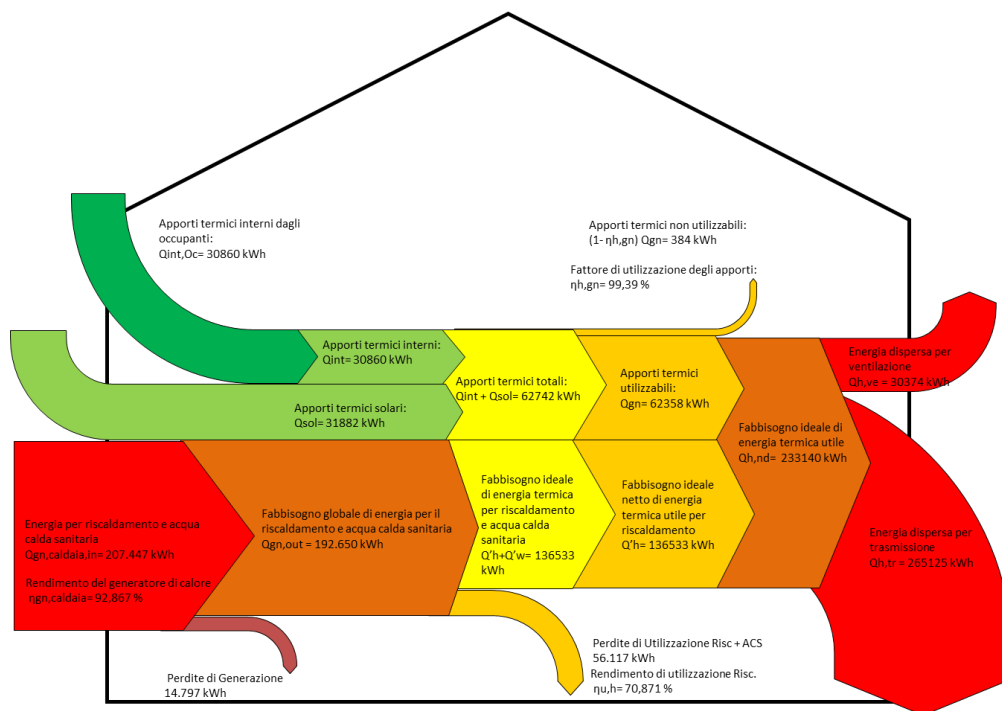 Apporti termici interni dagli
occupanti:
Qint,Oc= 30860 kWh
Apporti termici non utilizzabili:
(1- ηh,gn) Qgn= 384 kWh
Fattore di utilizzazione degli apporti:
ηh,gn= 99,39 %
Apporti termici interni:
Qint= 30860 kWh
Apporti termici solari:
Qsol= 31882 kWh
Apporti termici totali:
Qint + Qsol= 62742 kWh
Apporti termici
utilizzabili:
Qgn= 62358 kWh
Energia dispersa per
ventilazione
Qh,ve = 30374 kWh
Fabbisogno ideale di
energia termica utile
Qh,nd= 233140 kWh
Energia per riscaldamento e acqua
calda sanitaria
Qgn,caldaia,in= 207.447 kWh
Rendimento del generatore di calore
ηgn,caldaia= 92,867 %
Fabbisogno globale di energia per il
riscaldamento e acqua calda sanitaria
Qgn,out = 192.650 kWh
Fabbisogno ideale
di energia termica
per riscaldamento
e acqua calda
sanitaria
Q'h+Q'w= 136533
kWh
Fabbisogno ideale
netto di energia
termica utile per
riscaldamento
Q'h= 136533 kWh
Energia dispersa per
trasmissione
Qh,tr = 265125 kWh
Perdite di Generazione
14.797 kWh
Perdite di Utilizzazione Risc + ACS
56.117 kWh
Rendimento di utilizzazione Risc.
ηu,h= 70,871 %